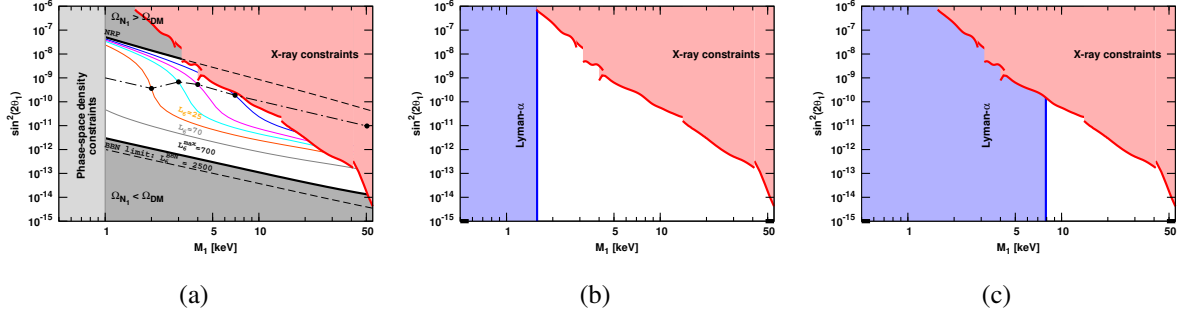 10⁻⁶
10⁻⁷
10⁻⁸
10⁻⁹
10⁻¹⁰
10⁻¹¹
10⁻¹²
10⁻¹³
10⁻¹⁴
10⁻¹⁵
sin²(2θ₁)
Phase-space density
constraints
Ω_N₁ > Ω_DM
NRP
X-ray constraints
L₆=25
L₆=70
L₆ᵐᵃˣ=700
BBN limit: L₆ᴮᴮᴺ = 2500
Ω_N₁ < Ω_DM
1
5
10
50
M₁ [keV]
(a)
10⁻⁶
10⁻⁷
10⁻⁸
10⁻⁹
10⁻¹⁰
10⁻¹¹
10⁻¹²
10⁻¹³
10⁻¹⁴
10⁻¹⁵
sin²(2θ₁)
Lyman-α
X-ray constraints
1
5
10
50
M₁ [keV]
(b)
10⁻⁶
10⁻⁷
10⁻⁸
10⁻⁹
10⁻¹⁰
10⁻¹¹
10⁻¹²
10⁻¹³
10⁻¹⁴
10⁻¹⁵
sin²(2θ₁)
Lyman-α
X-ray constraints
1
5
10
50
M₁ [keV]
(c)